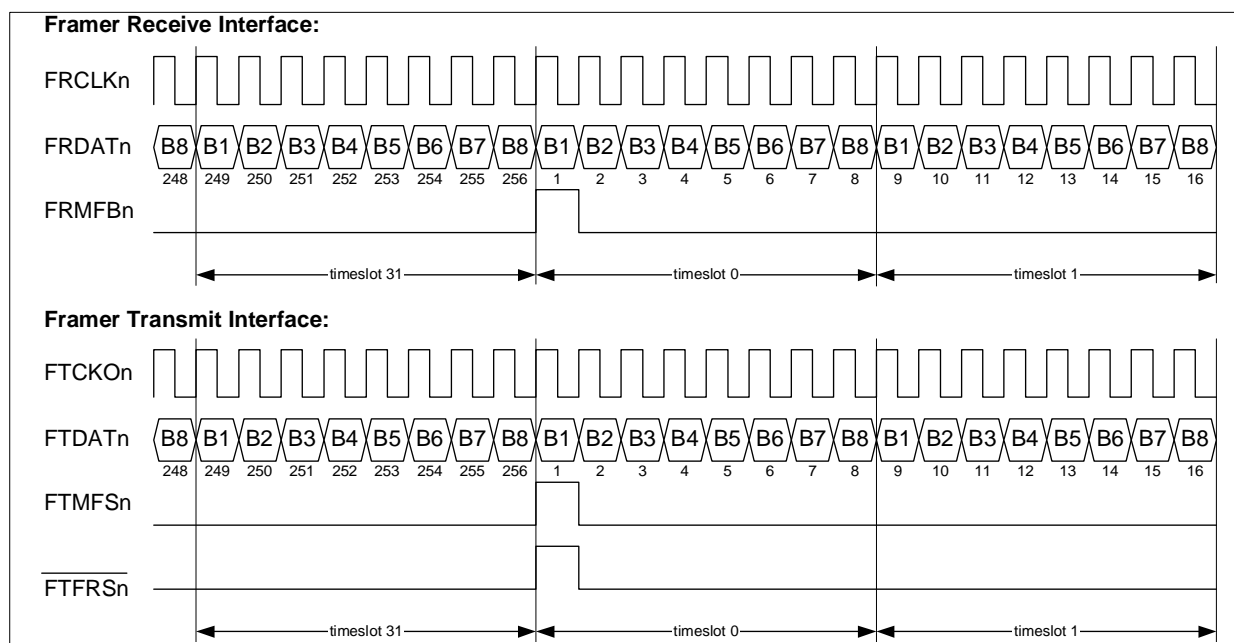 Framer Receive Interface:
FRCLKn
FRDATn B8 B1 B2 B3 B4 B5 B6 B7 B8 B1 B2 B3 B4 B5 B6 B7 B8 B1 B2 B3 B4 B5 B6 B7 B8
248 249 250 251 252 253 254 255 256 1 2 3 4 5 6 7 8 9 10 11 12 13 14 15 16
FRMFBn
timeslot 31 timeslot 0 timeslot 1
Framer Transmit Interface:
FTCKOn
FTDATn B8 B1 B2 B3 B4 B5 B6 B7 B8 B1 B2 B3 B4 B5 B6 B7 B8 B1 B2 B3 B4 B5 B6 B7 B8
248 249 250 251 252 253 254 255 256 1 2 3 4 5 6 7 8 9 10 11 12 13 14 15 16
FTMFSn
FTFRSn
timeslot 31 timeslot 0 timeslot 1